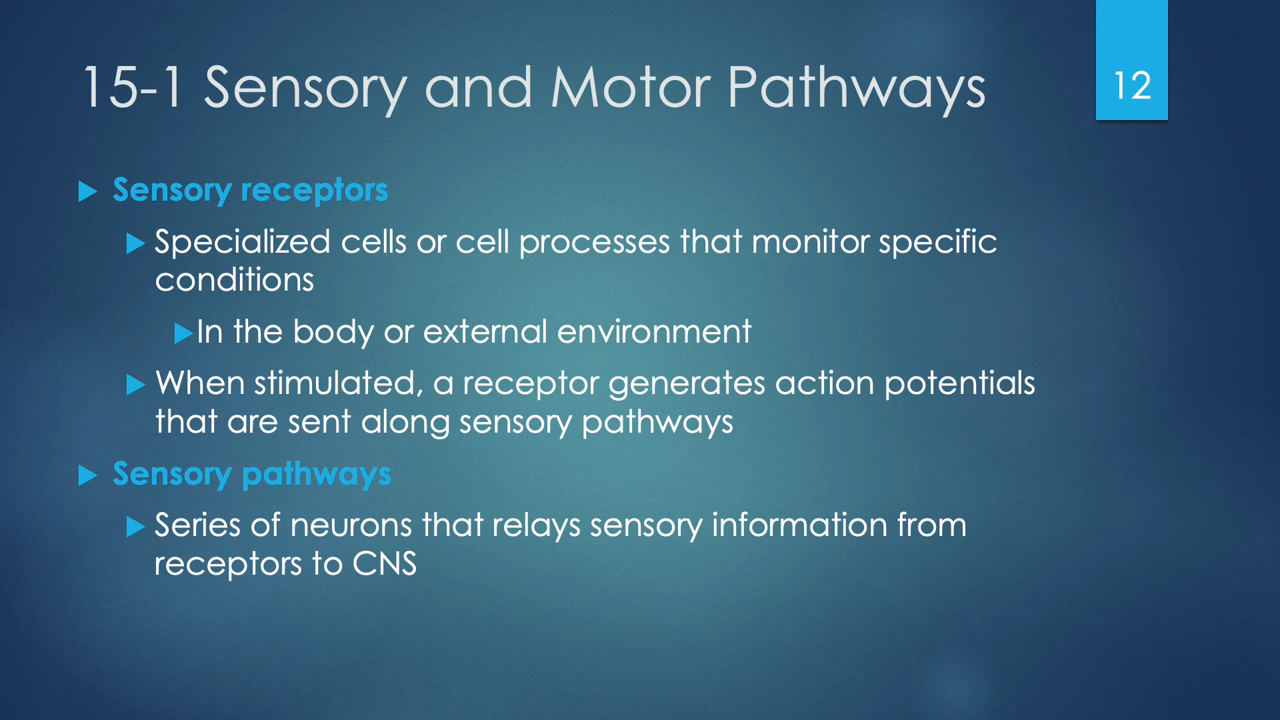 15-1 Sensory and Motor Pathways
12
Sensory receptors
Specialized cells or cell processes that monitor specific
conditions
In the body or external environment
When stimulated, a receptor generates action potentials
that are sent along sensory pathways
Sensory pathways
Series of neurons that relays sensory information from
receptors to CNS